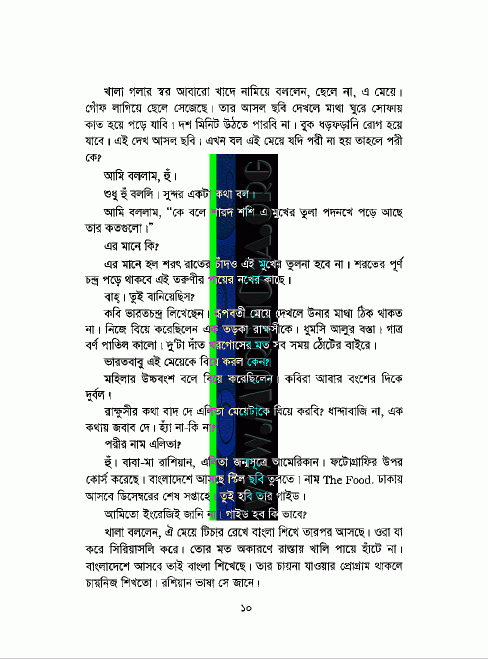 খালা গলার স্বর আবারো খাদে নামিয়ে বললেন, ছেলে না, এ মেয়ে।
গোঁফ লাগিয়ে ছেলে সেজেছে। তার আসল ছবি দেখলে মাথা ঘুরে সোফায়
কাত হয়ে পড়ে যাবি। দশ মিনিট উঠতে পারবি না। বুক ধড়ফড়ানি রোগ হয়ে
যাবে। এই দেখ আসল ছবি। এখন বল এই মেয়ে যদি পরী না হয় তাহলে পরী
কে?
আমি বললাম, হুঁ।
শুধু হুঁ বললি। সুন্দর একটা কথা বল।
আমি বললাম, “কে বলে শারদ শশি এ মুখের তুলা পদনখে পড়ে আছে
তার কতগুলো।”
এর মানে কি?
এর মানে হল শরৎ রাতের চাঁদও এই মুখের তুলনা হবে না। শরতের পূর্ণ
চন্দ্র পড়ে থাকবে এই তরুণীর পায়ের নখের কাছে।
বাহ্। তুই বানিয়েছিস?
কবি ভারতচন্দ্র লিখেছেন। রূপবতী মেয়ে দেখলে উনার মাথা ঠিক থাকত
না। নিজে বিয়ে করেছিলেন এক তাড়কা রাক্ষসীকে। ধুমসি আলুর বস্তা। গাত্র
বর্ণ পাতিল কালো। দু'টা দাঁত খরগোসের মত সব সময় ঠোঁটের বাইরে।
ভারতবাবু এই মেয়েকে বিয়ে করল কেন?
মহিলার উচ্চবংশ বলে বিয়ে করেছিলেন। কবিরা আবার বংশের দিকে
দুর্বল।
রাক্ষুসীর কথা বাদ দে এলিতা মেয়েটাকে বিয়ে করবি? ধান্দাবাজি না, এক
কথায় জবাব দে। হ্যাঁ না-কি না?
পরীর নাম এলিতা?
হুঁ। বাবা-মা রাশিয়ান, এলিতা জন্মসূত্রে আমেরিকান। ফটোগ্রাফির উপর
কোর্স করেছে। বাংলাদেশে আসছে স্টিল ছবি তুলতে। নাম The Food. ঢাকায়
আসবে ডিসেম্বরের শেষ সপ্তাহে। তুই হবি তার গাইড।
আমিতো ইংরেজিই জানি না। গাইড হব কি ভাবে?
খালা বললেন, ঐ মেয়ে টিচার রেখে বাংলা শিখে তারপর আসছে। ওরা যা
করে সিরিয়াসলি করে। তোর মত অকারণে রাস্তায় খালি পায়ে হাঁটে না।
বাংলাদেশে আসবে তাই বাংলা শিখেছে। তার চায়না যাওয়ার প্রোগ্রাম থাকলে
চায়নিজ শিখতো। রশিয়ান ভাষা সে জানে।
১০